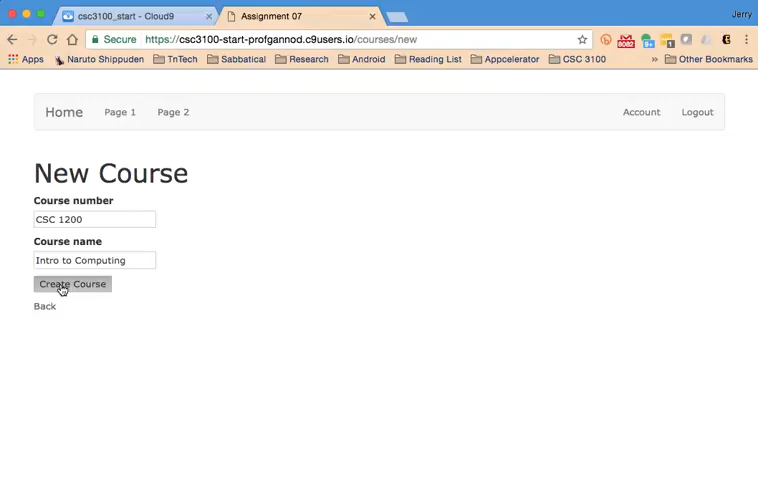 csc3100_start - Cloud9
Assignment 07
Jerry
Secure https://csc3100-start-profgannod.c9users.io/courses/new
Apps Naruto Shippuden TnTech Sabbatical Research Android Reading List Appcelerator CSC 3100 » Other Bookmarks
Home Page 1 Page 2 Account Logout
New Course
Course number
CSC 1200
Course name
Intro to Computing
Create Course
Back